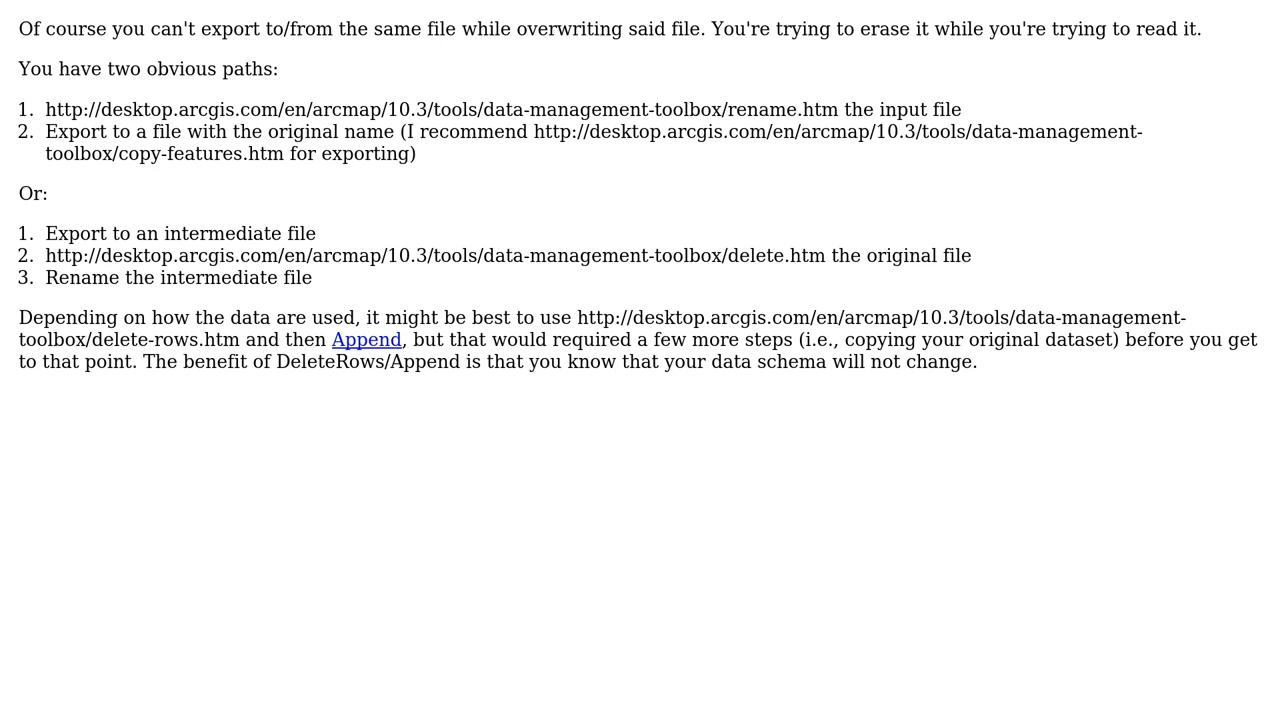 Of course you can't export to/from the same file while overwriting said file. You're trying to erase it while you're trying to read it.
You have two obvious paths:
1. http://desktop.arcgis.com/en/arcmap/10.3/tools/data-management-toolbox/rename.htm the input file
2. Export to a file with the original name (I recommend http://desktop.arcgis.com/en/arcmap/10.3/tools/data-management-
toolbox/copy-features.htm for exporting)
Or:
1. Export to an intermediate file
2. http://desktop.arcgis.com/en/arcmap/10.3/tools/data-management-toolbox/delete.htm the original file
3. Rename the intermediate file
Depending on how the data are used, it might be best to use http://desktop.arcgis.com/en/arcmap/10.3/tools/data-management-
toolbox/delete-rows.htm and then Append, but that would required a few more steps (i.e., copying your original dataset) before you get
to that point. The benefit of DeleteRows/Append is that you know that your data schema will not change.